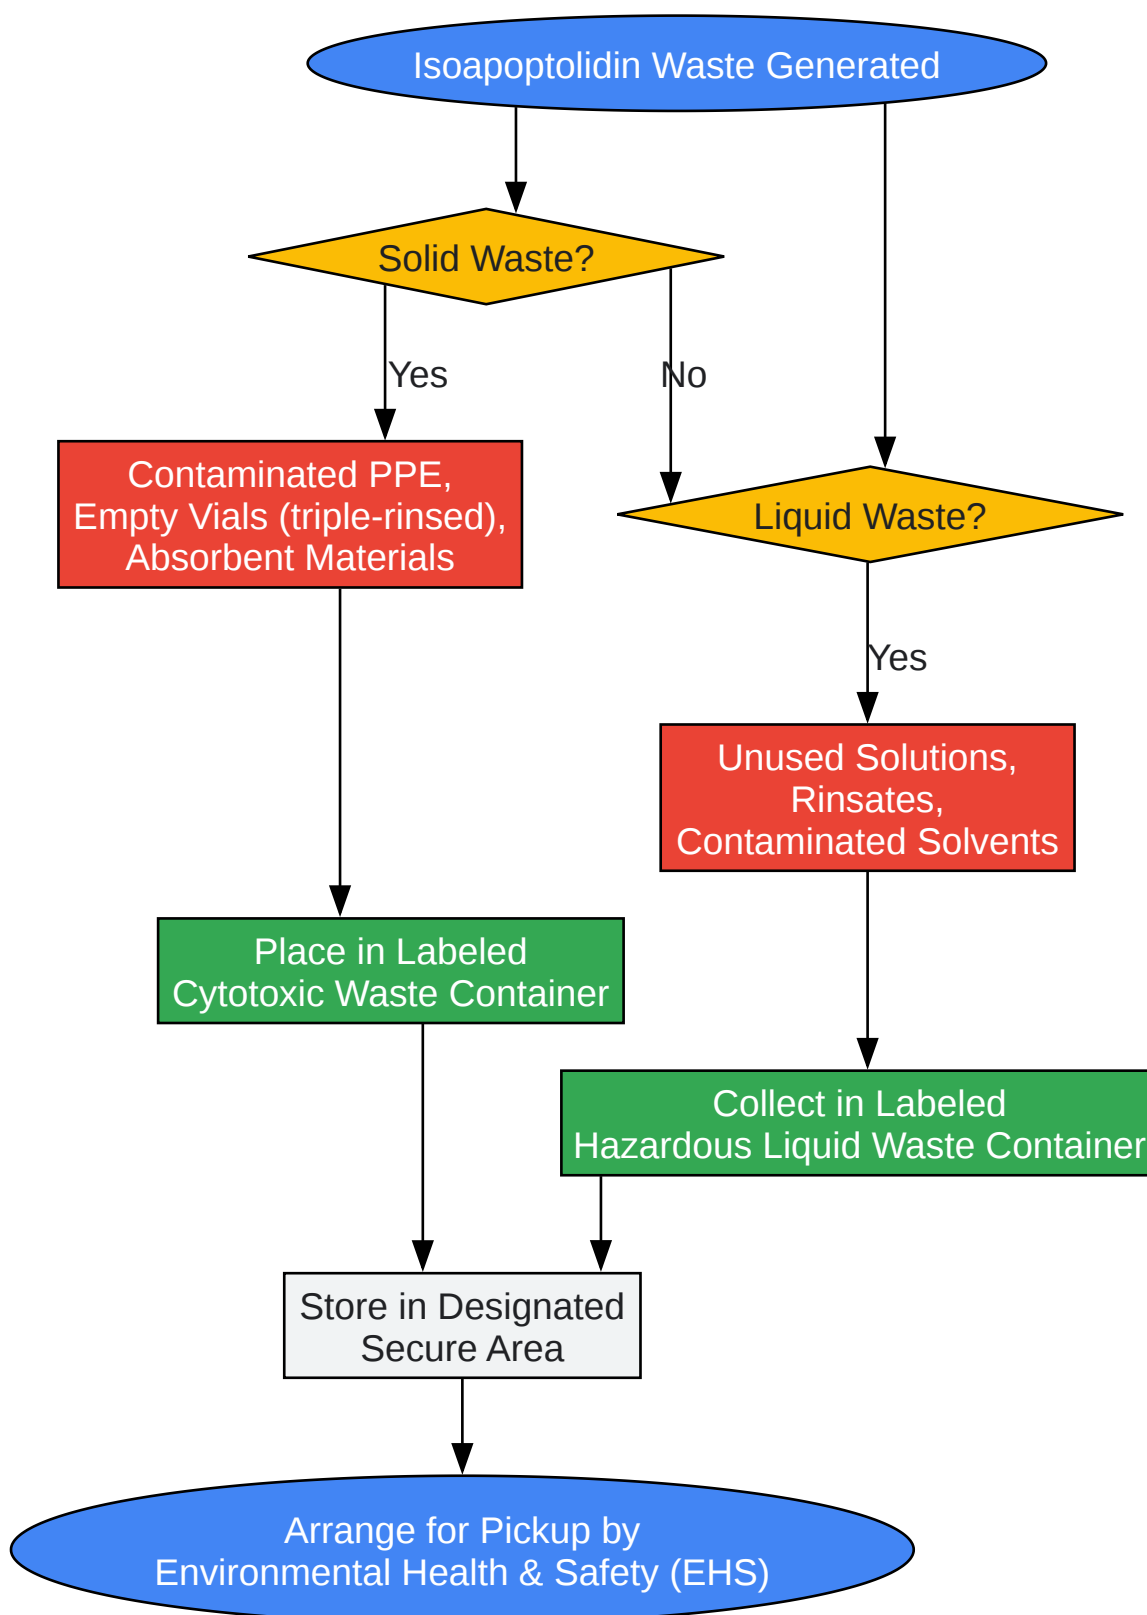 Isoapoptolidin Waste Generated
Solid Waste?
Yes
No
Contaminated PPE,
Empty Vials (triple-rinsed),
Absorbent Materials
Liquid Waste?
Yes
Unused Solutions,
Rinsates,
Contaminated Solvents
Place in Labeled
Cytotoxic Waste Container
Collect in Labeled
Hazardous Liquid Waste Container
Store in Designated
Secure Area
Arrange for Pickup by
Environmental Health & Safety (EHS)